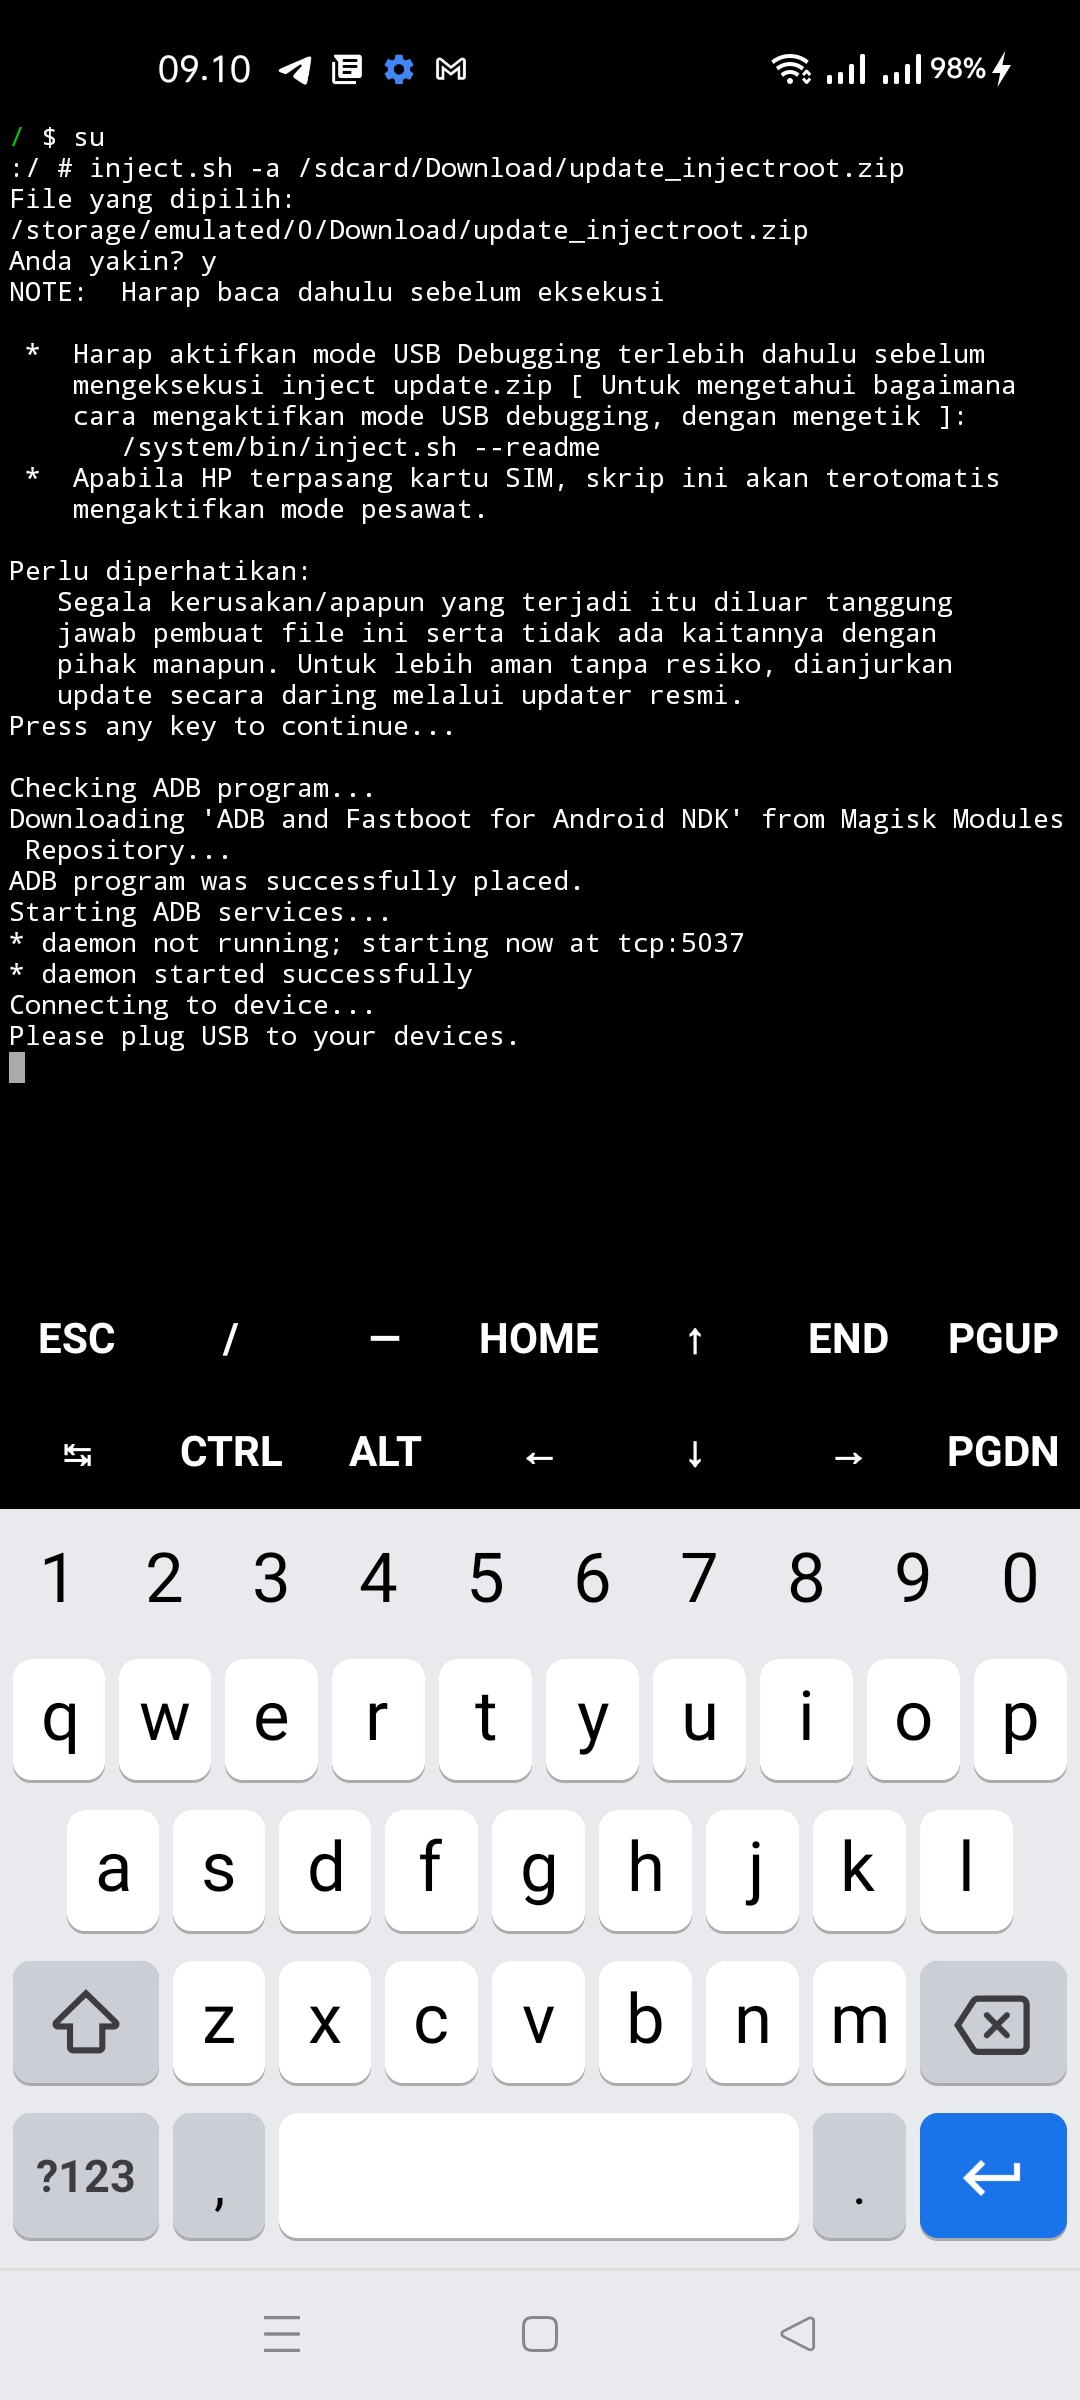 09.10 98%
/ $ su
:/ # inject.sh -a /sdcard/Download/update_injectroot.zip
File yang dipilih:
/storage/emulated/0/Download/update_injectroot.zip
Anda yakin? y
NOTE:  Harap baca dahulu sebelum eksekusi
*  Harap aktifkan mode USB Debugging terlebih dahulu sebelum
mengeksekusi inject update.zip [ Untuk mengetahui bagaimana
cara mengaktifkan mode USB debugging, dengan mengetik ]:
/system/bin/inject.sh --readme
*  Apabila HP terpasang kartu SIM, skrip ini akan terotomatis
mengaktifkan mode pesawat.
Perlu diperhatikan:
Segala kerusakan/apapun yang terjadi itu diluar tanggung
jawab pembuat file ini serta tidak ada kaitannya dengan
pihak manapun. Untuk lebih aman tanpa resiko, dianjurkan
update secara daring melalui updater resmi.
Press any key to continue...
Checking ADB program...
Downloading 'ADB and Fastboot for Android NDK' from Magisk Modules
Repository...
ADB program was successfully placed.
Starting ADB services...
* daemon not running; starting now at tcp:5037
* daemon started successfully
Connecting to device...
Please plug USB to your devices.
ESC / — HOME ↑ END PGUP
↹ CTRL ALT ← ↓ → PGDN
1 2 3 4 5 6 7 8 9 0
q w e r t y u i o p
a s d f g h j k l
z x c v b n m
?123 , .